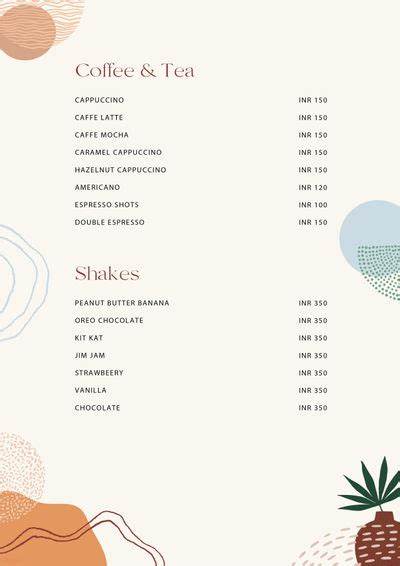 Coffee & Tea
CAPPUCCINO INR 150
CAFFE LATTE INR 150
CAFFE MOCHA INR 150
CARAMEL CAPPUCCINO INR 150
HAZELNUT CAPPUCCINO INR 150
AMERICANO INR 120
ESPRESSO SHOTS INR 100
DOUBLE ESPRESSO INR 150
Shakes
PEANUT BUTTER BANANA INR 350
OREO CHOCOLATE INR 350
KIT KAT INR 350
JIM JAM INR 350
STRAWBEERY INR 350
VANILLA INR 350
CHOCOLATE INR 350